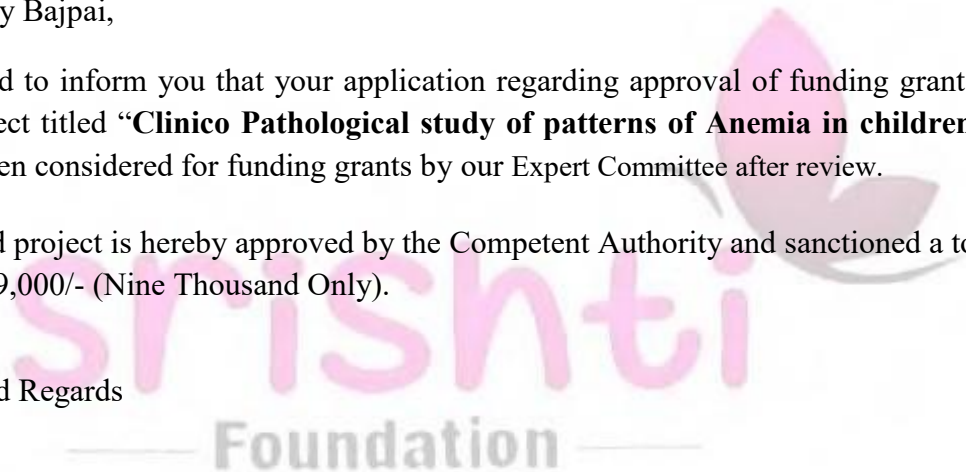 y Bajpai,
d to inform you that your application regarding approval of funding grant
ect titled “Clinico Pathological study of patterns of Anemia in children
en considered for funding grants by our Expert Committee after review.
d project is hereby approved by the Competent Authority and sanctioned a to
9,000/- (Nine Thousand Only).
d Regards
srishti
Foundation